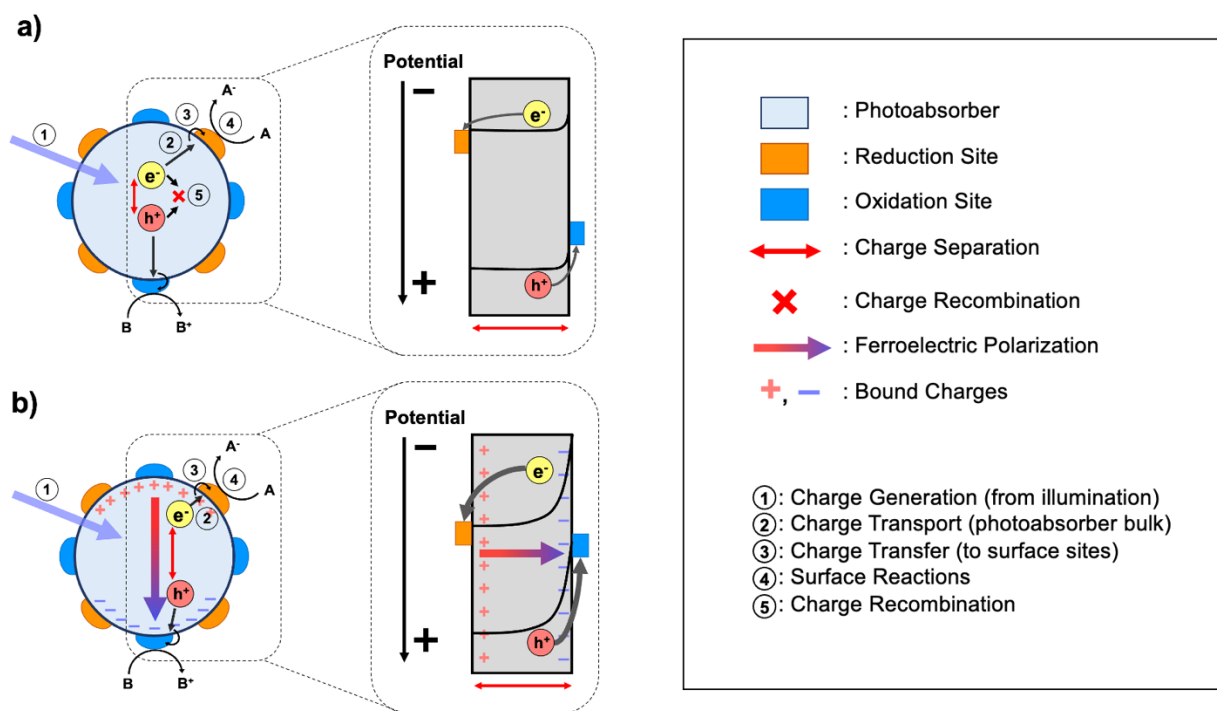 a)
Potential
−
+
A-
A
1
2
3
4
5
e-
h+
B
B+
e-
h+
b)
Potential
−
+
A-
A
1
2
3
4
e-
h+
B
B+
e-
h+
: Photoabsorber
: Reduction Site
: Oxidation Site
: Charge Separation
: Charge Recombination
: Ferroelectric Polarization
+, − : Bound Charges
1: Charge Generation (from illumination)
2: Charge Transport (photoabsorber bulk)
3: Charge Transfer (to surface sites)
4: Surface Reactions
5: Charge Recombination